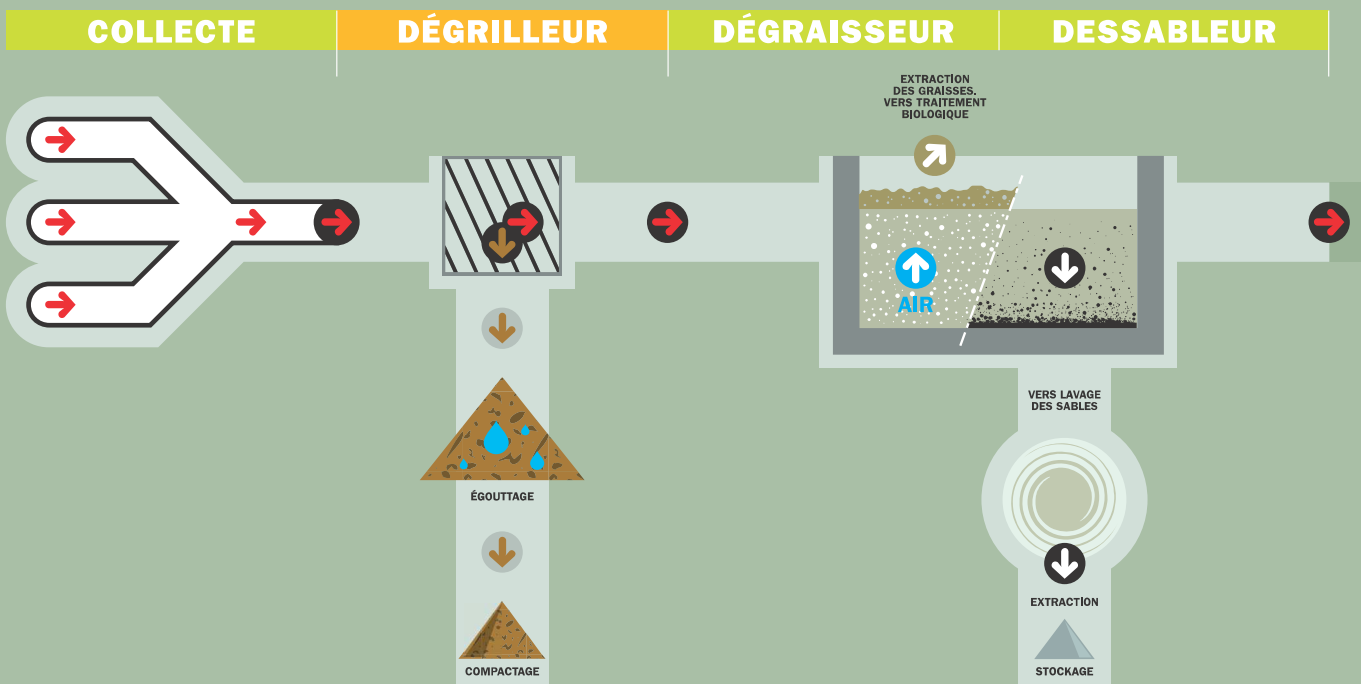 COLLECTE
DÉGRILLEUR
DÉGRAISSEUR
DESSABLEUR
EXTRACTION
DES GRAISSES.
VERS TRAITEMENT
BIOLOGIQUE
AIR
VERS LAVAGE
DES SABLES
ÉGOUTTAGE
EXTRACTION
COMPACTAGE
STOCKAGE